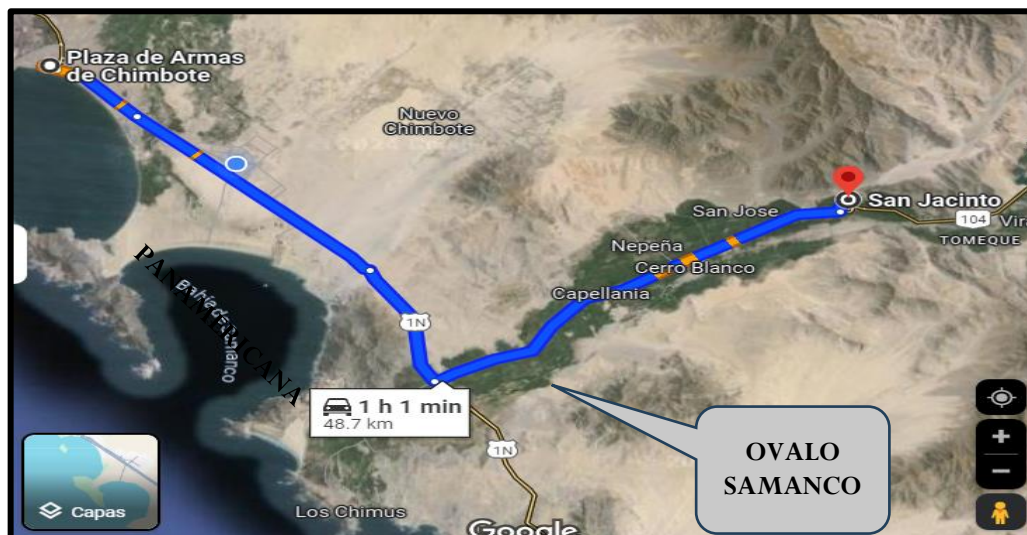 Plaza de Armas
de Chimbote
Nuevo
Chimbote
San Jacinto
San Jose
104
Vir
TOMEQUE
Nepeña
Cerro Blanco
Capellania
PANAMERICANA
1N
1 h 1 min
48.7 km
1N
OVALO
SAMANCO
Capas
Los Chimus
Google